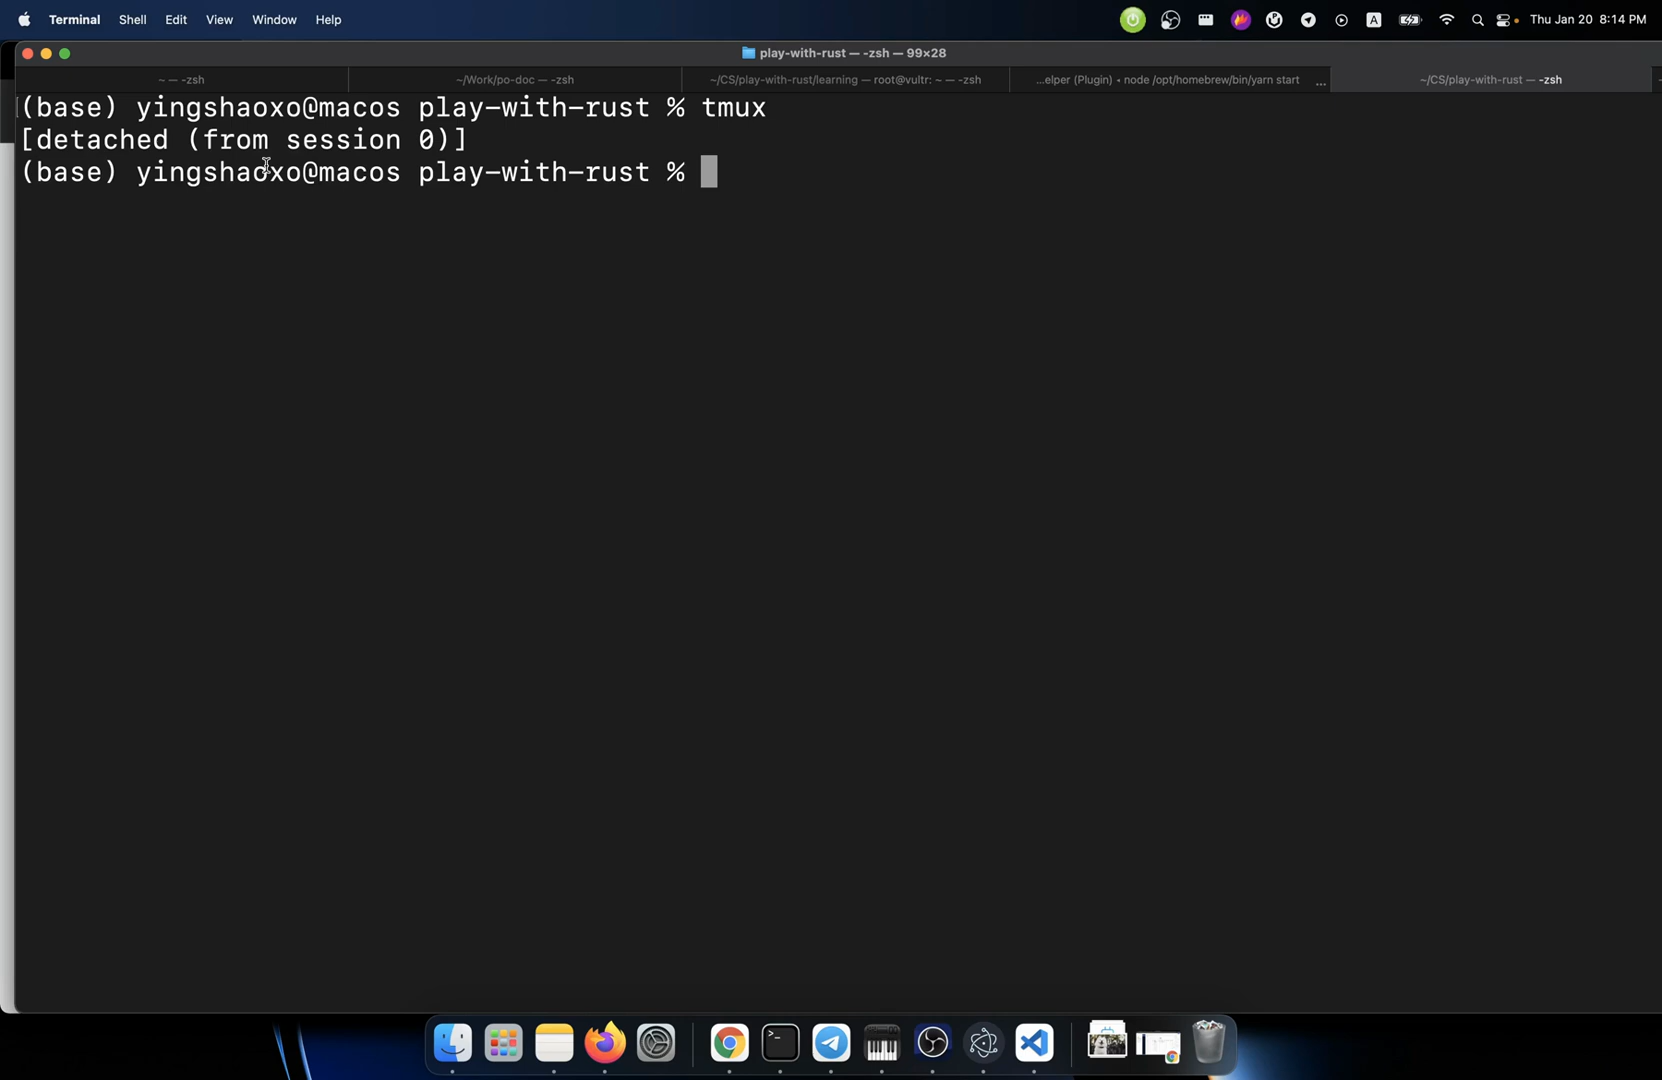 Terminal Shell Edit View Window Help
A
Thu Jan 20 8:14 PM
play-with-rust — -zsh — 99×28
~ — -zsh
~/Work/po-doc — -zsh
~/CS/play-with-rust/learning — root@vultr: ~ — -zsh
...elper (Plugin) ◂ node /opt/homebrew/bin/yarn start ...
~/CS/play-with-rust — -zsh
(base) yingshaoxo@macos play-with-rust % tmux
[detached (from session 0)]
(base) yingshaoxo@macos play-with-rust %